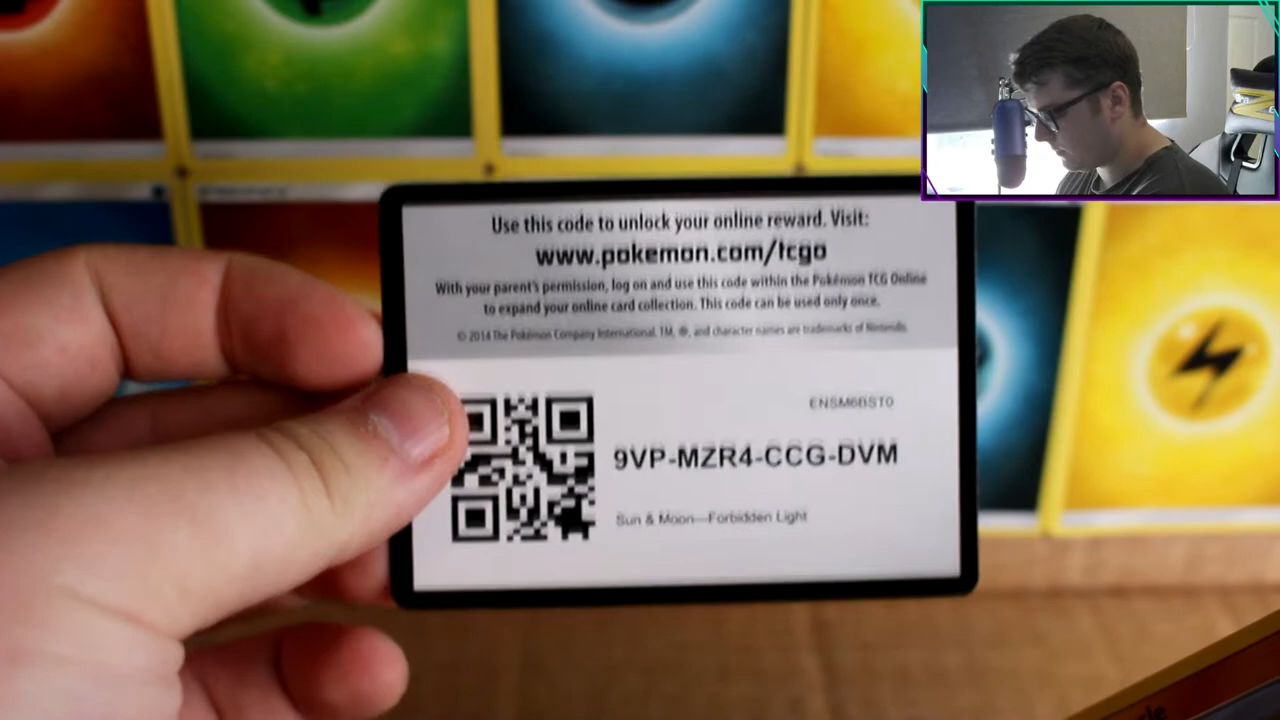 Use this code to unlock your online reward. Visit:
www.pokemon.com/tcgo
With your parent's permission, log on and use this code within the Pokémon TCG Online
to expand your online card collection. This code can be used only once.
© 2014 The Pokémon Company International. TM, ®, and character names are trademarks of Nintendo.
ENSM6BST0
9VP-MZR4-CCG-DVM
Sun & Moon—Forbidden Light